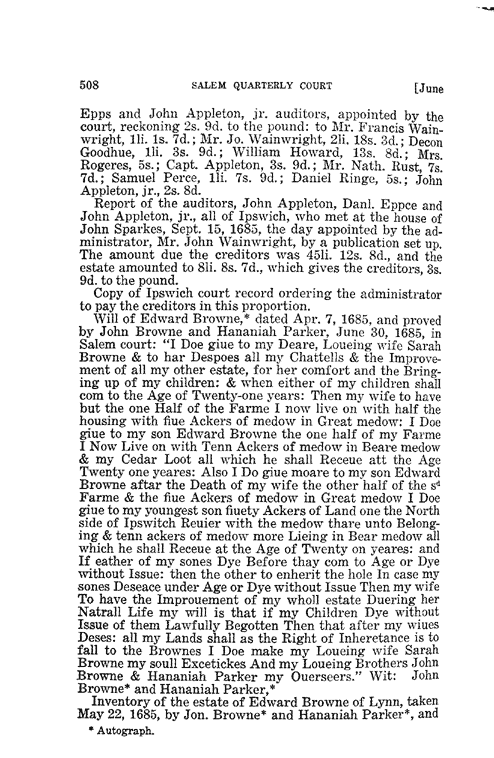 508 SALEM QUARTERLY COURT [June
Epps and John Appleton, jr. auditors, appointed by the
court, reckoning 2s. 9d. to the pound: to Mr. Francis Wain-
wright, 1li. 1s. 7d.; Mr. Jo. Wainwright, 2li. 18s. 3d.; Decon
Goodhue, 1li. 3s. 9d.; William Howard, 13s. 8d.; Mrs.
Rogeres, 5s.; Capt. Appleton, 3s. 9d.; Mr. Nath. Rust, 7s.
7d.; Samuel Perce, 1li. 7s. 9d.; Daniel Ringe, 5s.; John
Appleton, jr., 2s. 8d.
Report of the auditors, John Appleton, Danl. Eppce and
John Appleton, jr., all of Ipswich, who met at the house of
John Sparkes, Sept. 15, 1685, the day appointed by the ad-
ministrator, Mr. John Wainwright, by a publication set up.
The amount due the creditors was 45li. 12s. 8d., and the
estate amounted to 8li. 8s. 7d., which gives the creditors, 3s.
9d. to the pound.
Copy of Ipswich court record ordering the administrator
to pay the creditors in this proportion.
Will of Edward Browne,* dated Apr. 7, 1685, and proved
by John Browne and Hananiah Parker, June 30, 1685, in
Salem court: "I Doe giue to my Deare, Loueing wife Sarah
Browne & to har Despoes all my Chattells & the Improve-
ment of all my other estate, for her comfort and the Bring-
ing up of my children: & when either of my children shall
com to the Age of Twenty-one years: Then my wife to have
but the one Half of the Farme I now live on with half the
housing with fiue Ackers of medow in Great medow: I Doe
giue to my son Edward Browne the one half of my Farme
I Now Live on with Tenn Ackers of medow in Beare medow
& my Cedar Loot all which he shall Receue att the Age
Twenty one yeares: Also I Do giue moare to my son Edward
Browne aftar the Death of my wife the other half of the sd
Farme & the fiue Ackers of medow in Great medow I Doe
giue to my youngest son fiuety Ackers of Land one the North
side of Ipswitch Reuier with the medow thare unto Belong-
ing & tenn ackers of medow more Lieing in Bear medow all
which he shall Receue at the Age of Twenty on yeares: and
If eather of my sones Dye Before thay com to Age or Dye
without Issue: then the other to enherit the hole In case my
sones Deseace under Age or Dye without Issue Then my wife
To have the Improuement of my wholl estate Duering her
Natrall Life my will is that if my Children Dye without
Issue of them Lawfully Begotten Then that after my wiues
Deses: all my Lands shall as the Right of Inheretance is to
fall to the Brownes I Doe make my Loueing wife Sarah
Browne my soull Excetickes And my Loueing Brothers John
Browne & Hananiah Parker my Ouerseers." Wit: John
Browne* and Hananiah Parker,*
Inventory of the estate of Edward Browne of Lynn, taken
May 22, 1685, by Jon. Browne* and Hananiah Parker*, and
* Autograph.